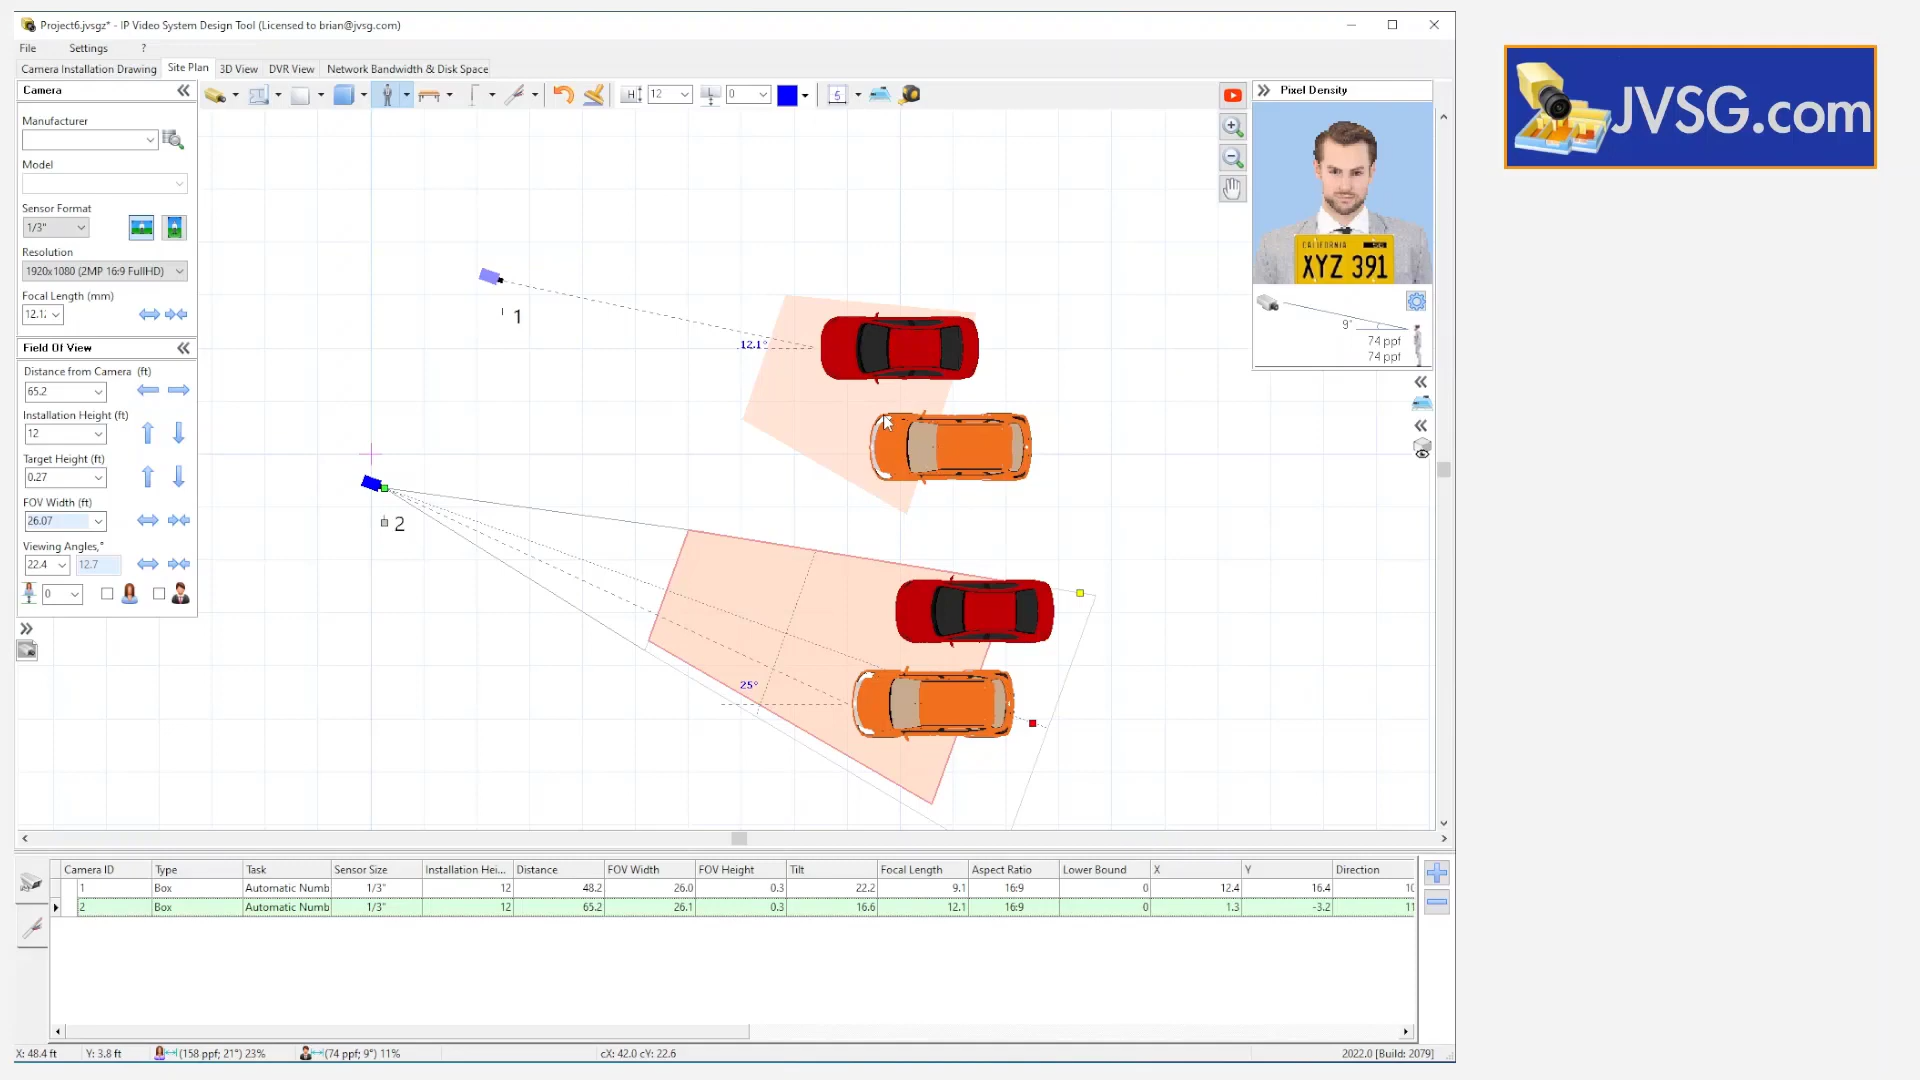 Project6.jvsgz* - IP Video System Design Tool (Licensed to brian@jvsg.com)
File Settings ?
Camera Installation Drawing Site Plan 3D View DVR View Network Bandwidth & Disk Space
Camera
H 12 L 0 5
Pixel Density
JVSG.com
Manufacturer
Model
Sensor Format
1/3"
Resolution
1920x1080 (2MP 16:9 FullHD)
Focal Length (mm)
12.1
Field Of View
Distance from Camera (ft)
65.2
Installation Height (ft)
12
Target Height (ft)
0.27
FOV Width (ft)
26.07
Viewing Angles,°
22.4 12.7
0
1
12.1°
2
25°
CALIFORNIA
XYZ 391
9°
74 ppf
74 ppf
Camera ID Type Task Sensor Size Installation Hei... Distance FOV Width FOV Height Tilt Focal Length Aspect Ratio Lower Bound X Y Direction
1 Box Automatic Numb 1/3" 12 48.2 26.0 0.3 22.2 9.1 16:9 0 12.4 16.4 10
2 Box Automatic Numb 1/3" 12 65.2 26.1 0.3 16.6 12.1 16:9 0 1.3 -3.2 11
X: 48.4 ft Y: 3.8 ft (158 ppf; 21°) 23% (74 ppf; 9°) 11% cX: 42.0 cY: 22.6 2022.0 [Build: 2079]